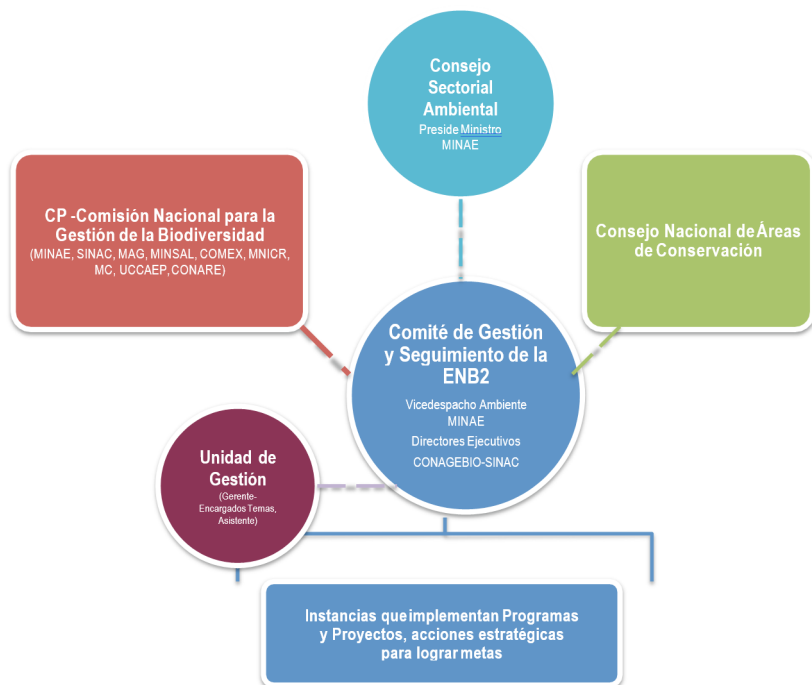 Consejo
Sectorial
Ambiental
Preside Ministro
MINAE
CP -Comisión Nacional para la
Gestión de la Biodiversidad
(MINAE, SINAC, MAG, MINSAL, COMEX, MNICR,
MC, UCCAEP, CONARE)
Consejo Nacional de Áreas
de Conservación
Comité de Gestión
y Seguimiento de la
ENB2
Vicedespacho Ambiente
MINAE
Directores Ejecutivos
CONAGEBIO-SINAC
Unidad de
Gestión
(Gerente-
Encargados Temas,
Asistente)
Instancias que implementan Programas
y Proyectos, acciones estratégicas
para lograr metas